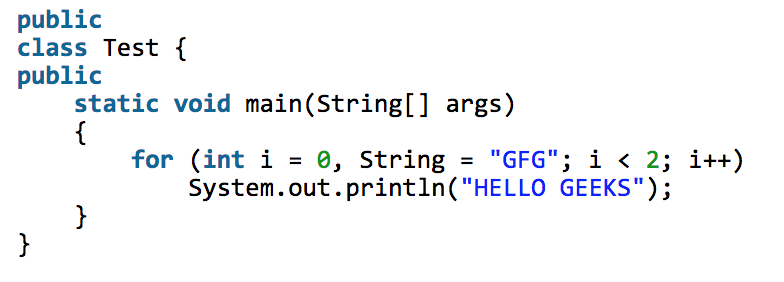 public
class Test {
public
    static void main(String[] args)
    {
        for (int i = 0, String = "GFG"; i < 2; i++)
            System.out.println("HELLO GEEKS");
    }
}